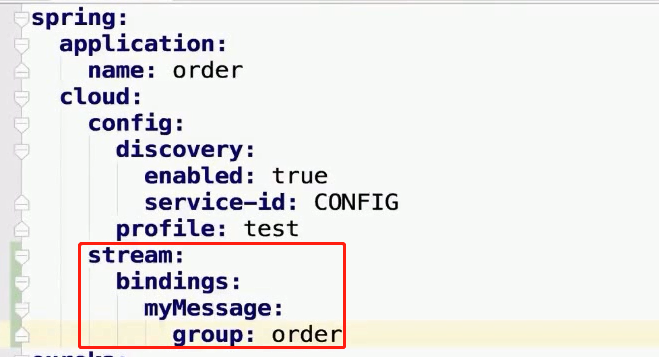 spring:
  application:
    name: order
  cloud:
    config:
      discovery:
        enabled: true
        service-id: CONFIG
      profile: test
    stream:
      bindings:
        myMessage:
          group: order